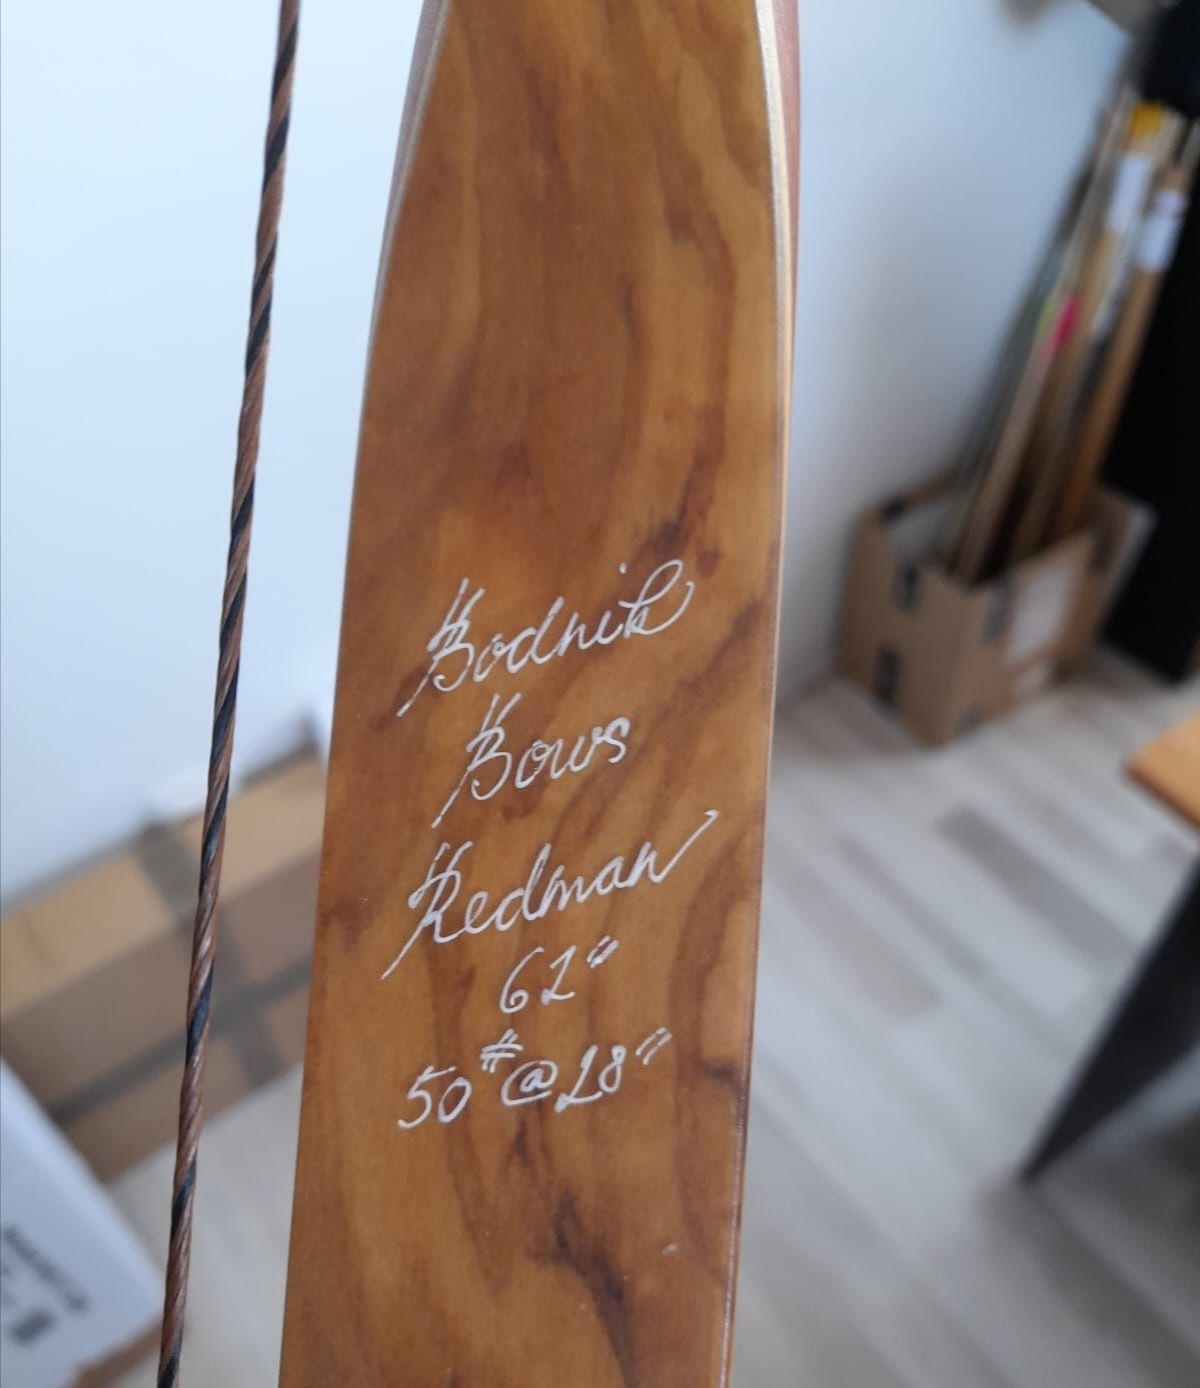 Bodnik
Bows
Redman
62"
50#@28"